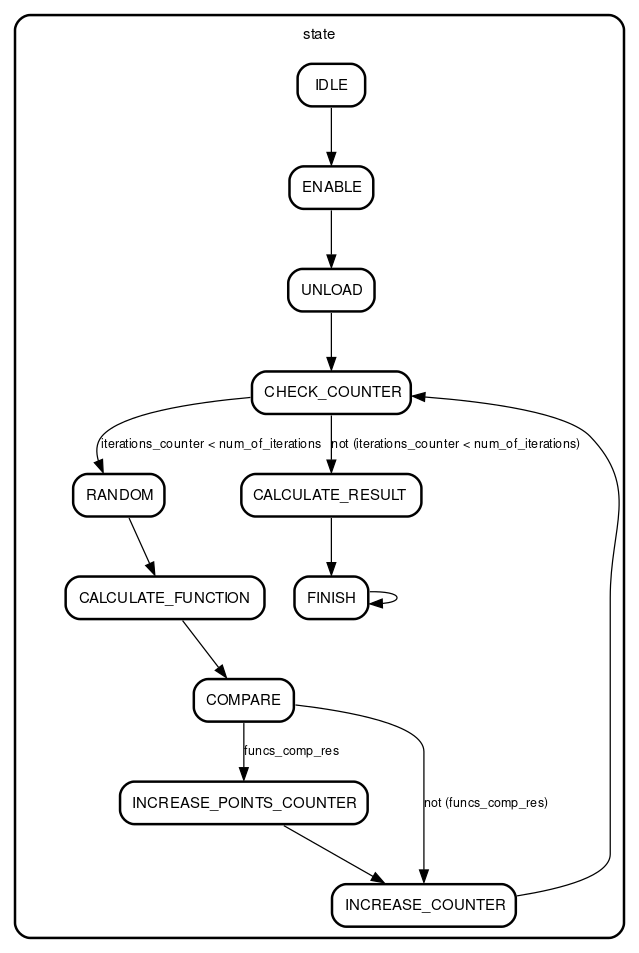 state
IDLE
ENABLE
UNLOAD
CHECK_COUNTER
iterations_counter < num_of_iterations
not (iterations_counter < num_of_iterations)
RANDOM
CALCULATE_RESULT
CALCULATE_FUNCTION
FINISH
COMPARE
funcs_comp_res
INCREASE_POINTS_COUNTER
not (funcs_comp_res)
INCREASE_COUNTER